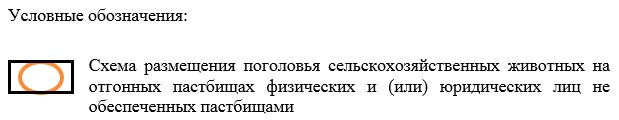 Условные обозначения:
Схема размещения поголовья сельскохозяйственных животных на
отгонных пастбищах физических и (или) юридических лиц не
обеспеченных пастбищами